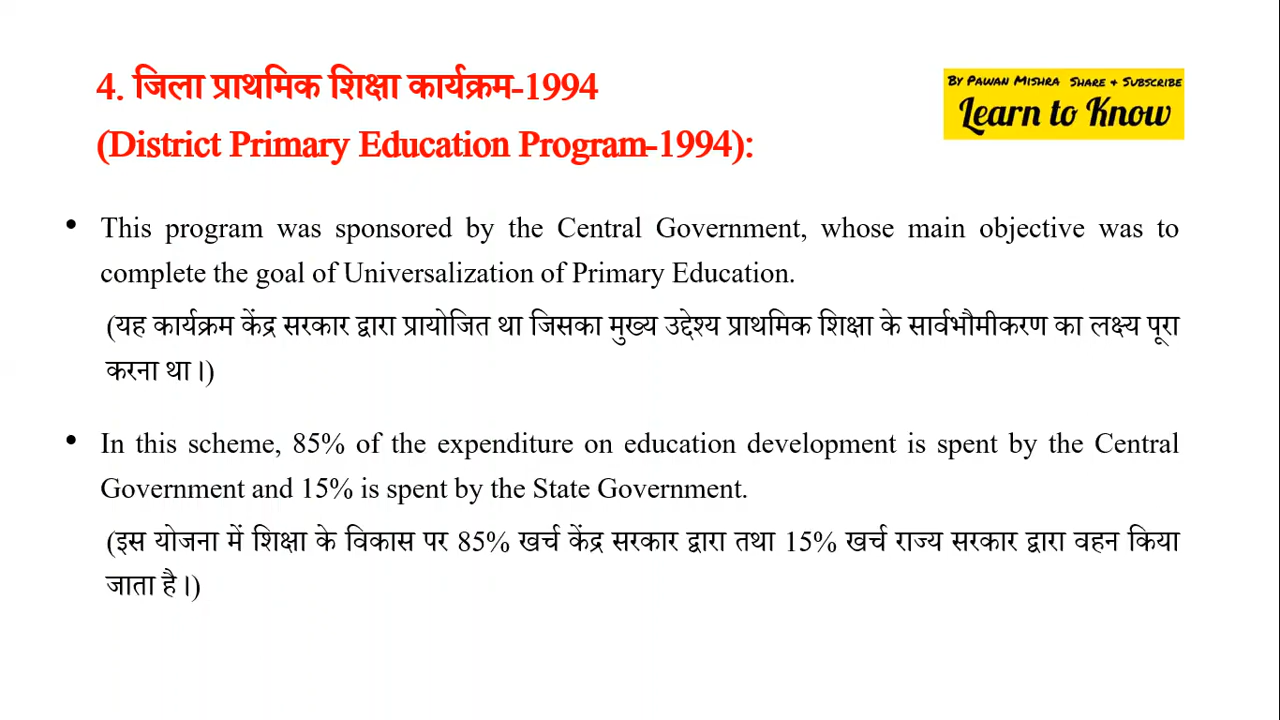 4. जिला प्राथमिक शिक्षा कार्यक्रम-1994
(District Primary Education Program-1994):
By Pawan Mishra Share + Subscribe
Learn to Know
• This program was sponsored by the Central Government, whose main objective was to
complete the goal of Universalization of Primary Education.
(यह कार्यक्रम केंद्र सरकार द्वारा प्रायोजित था जिसका मुख्य उद्देश्य प्राथमिक शिक्षा के सार्वभौमीकरण का लक्ष्य पूरा
करना था।)
• In this scheme, 85% of the expenditure on education development is spent by the Central
Government and 15% is spent by the State Government.
(इस योजना में शिक्षा के विकास पर 85% खर्च केंद्र सरकार द्वारा तथा 15% खर्च राज्य सरकार द्वारा वहन किया
जाता है।)